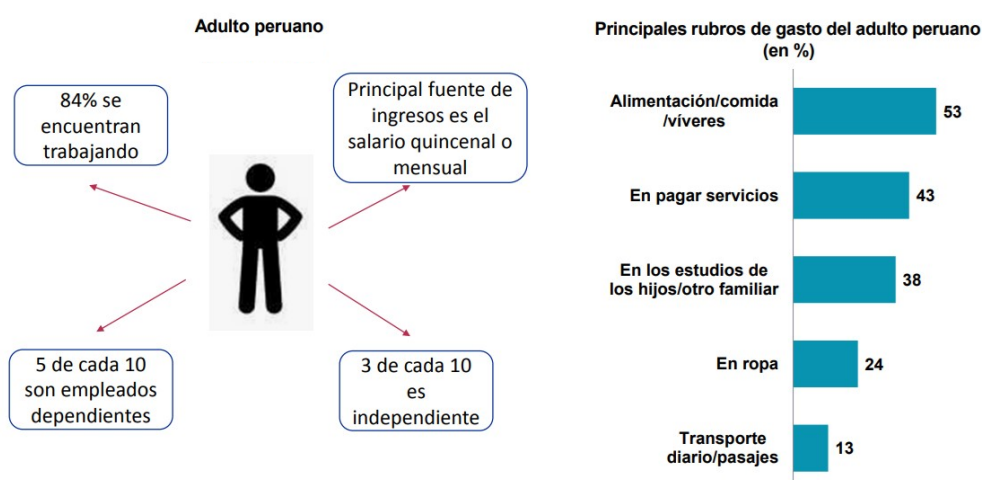 Adulto peruano
84% se
encuentran
trabajando
Principal fuente de
ingresos es el
salario quincenal o
mensual
5 de cada 10
son empleados
dependientes
3 de cada 10
es
independiente
Principales rubros de gasto del adulto peruano
(en %)
Alimentación/comida
/víveres
53
En pagar servicios
43
En los estudios de
los hijos/otro familiar
38
En ropa
24
Transporte
diario/pasajes
13